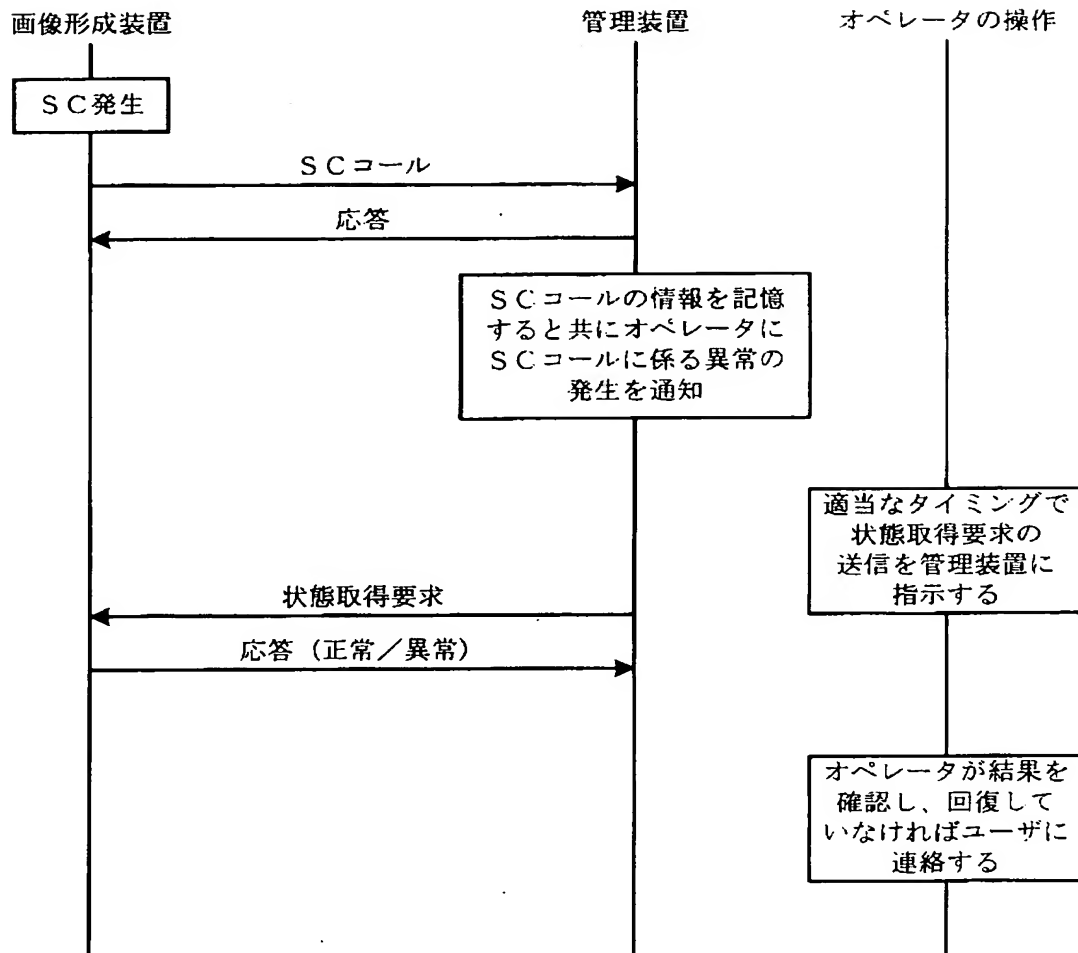 画像形成装置
管理装置
オペレータの操作
ＳＣ発生
ＳＣコール
応答
ＳＣコールの情報を記憶
すると共にオペレータに
ＳＣコールに係る異常の
発生を通知
適当なタイミングで
状態取得要求の
送信を管理装置に
指示する
状態取得要求
応答（正常／異常）
オペレータが結果を
確認し、回復して
いなければユーザに
連絡する